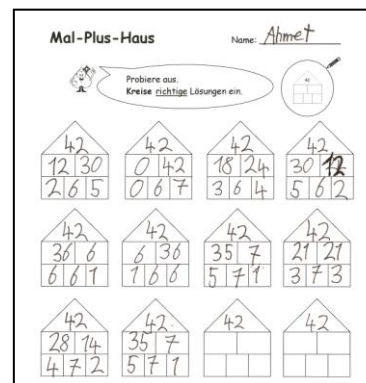 Mal-Plus-Haus Name: Ahmet
Probiere aus.
Kreise richtige Lösungen ein.
42
42 42 42 42
12 30 0 42 18 24 30 12
2 6 5 0 6 7 3 6 4 5 6 2
42 42 42 42
36 6 6 36 35 7 21 21
6 6 1 1 6 6 5 7 1 3 7 3
42 42 42 42
28 14 35 7
4 7 2 5 7 1